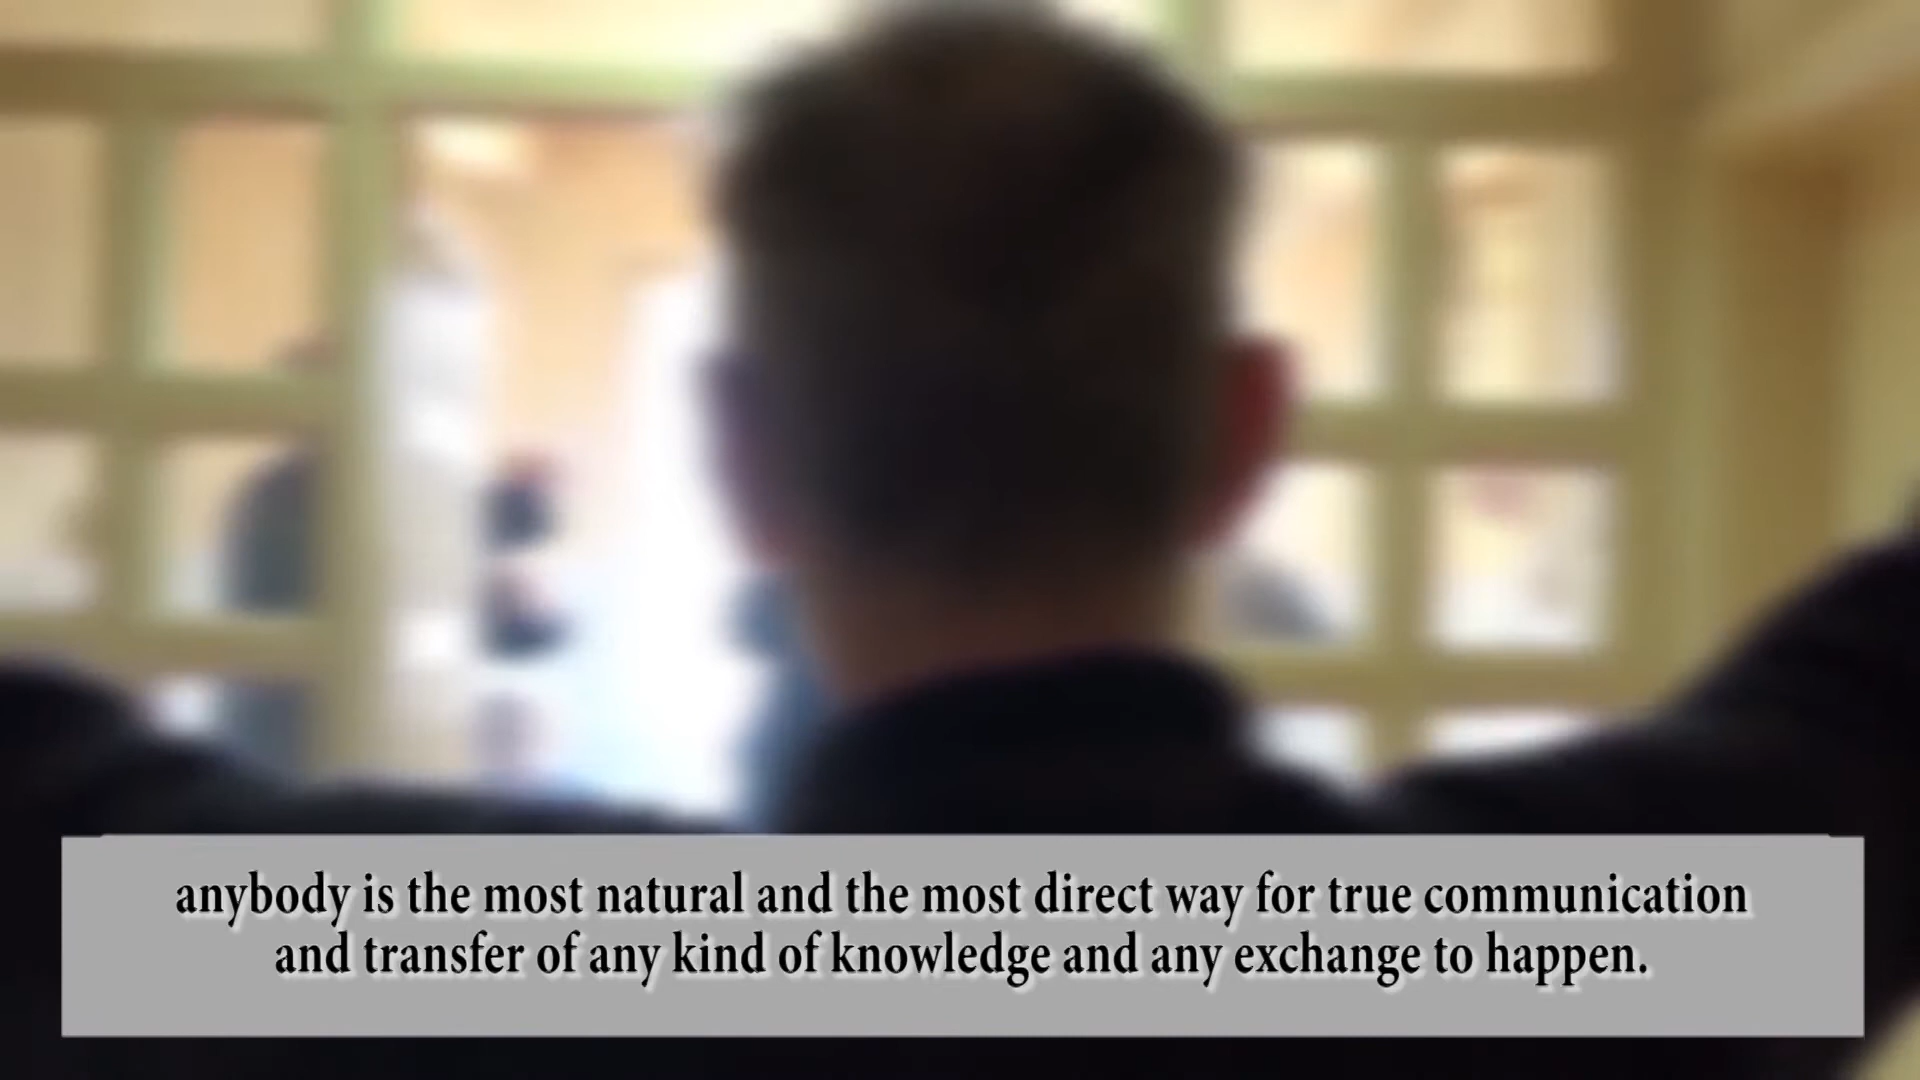 anybody is the most natural and the most direct way for true communication
and transfer of any kind of knowledge and any exchange to happen.